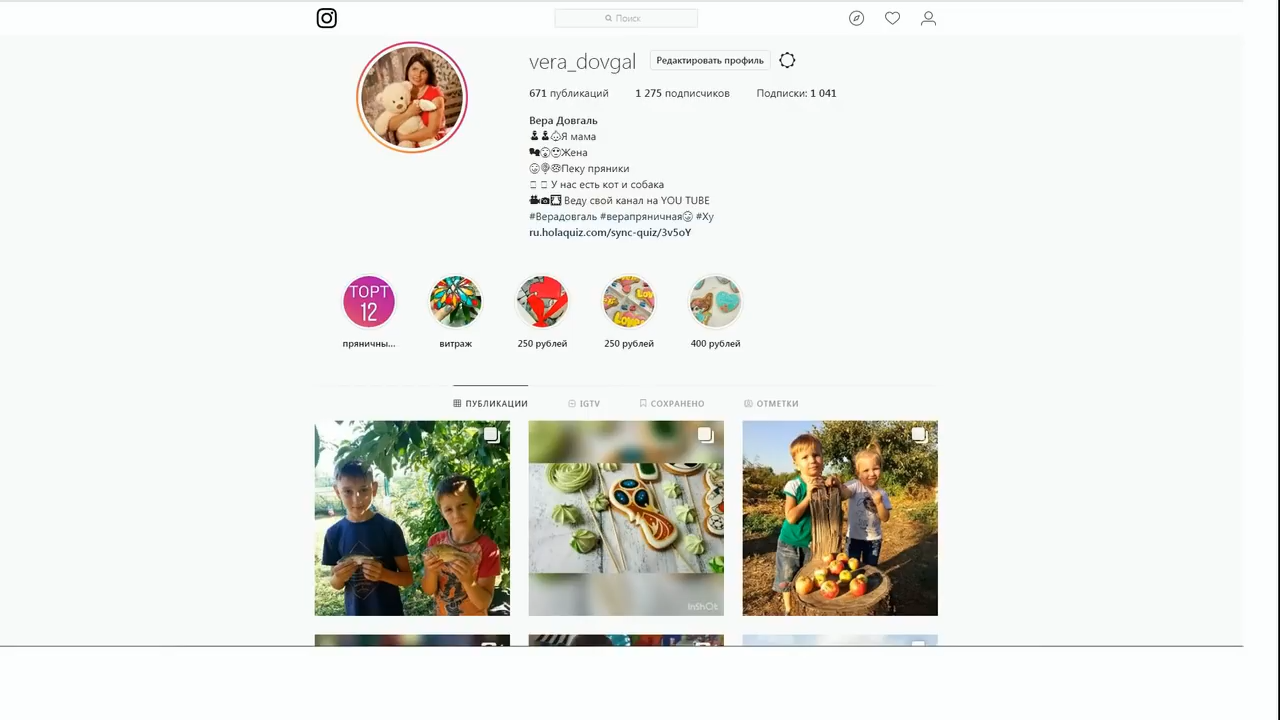 Поиск
vera_dovgal
Редактировать профиль
671 публикаций 1 275 подписчиков Подписки: 1 041
Вера Довгаль
Я мама
Жена
Пеку пряники
У нас есть кот и собака
Веду свой канал на YOU TUBE
#Верадовгаль #верапряничная #Ху
ru.holaquiz.com/sync-quiz/3v5oY
ТОРТ
12
LOVE
LOVE
пряничны... витраж 250 рублей 250 рублей 400 рублей
ПУБЛИКАЦИИ IGTV СОХРАНЕНО ОТМЕТКИ
InShOt